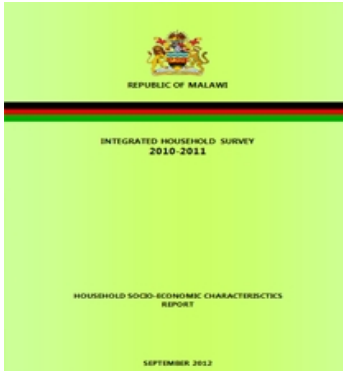 REPUBLIC OF MALAWI
INTEGRATED HOUSEHOLD SURVEY
2010-2011
HOUSEHOLD SOCIO-ECONOMIC CHARACTERISCTICS
REPORT
SEPTEMBER 2012